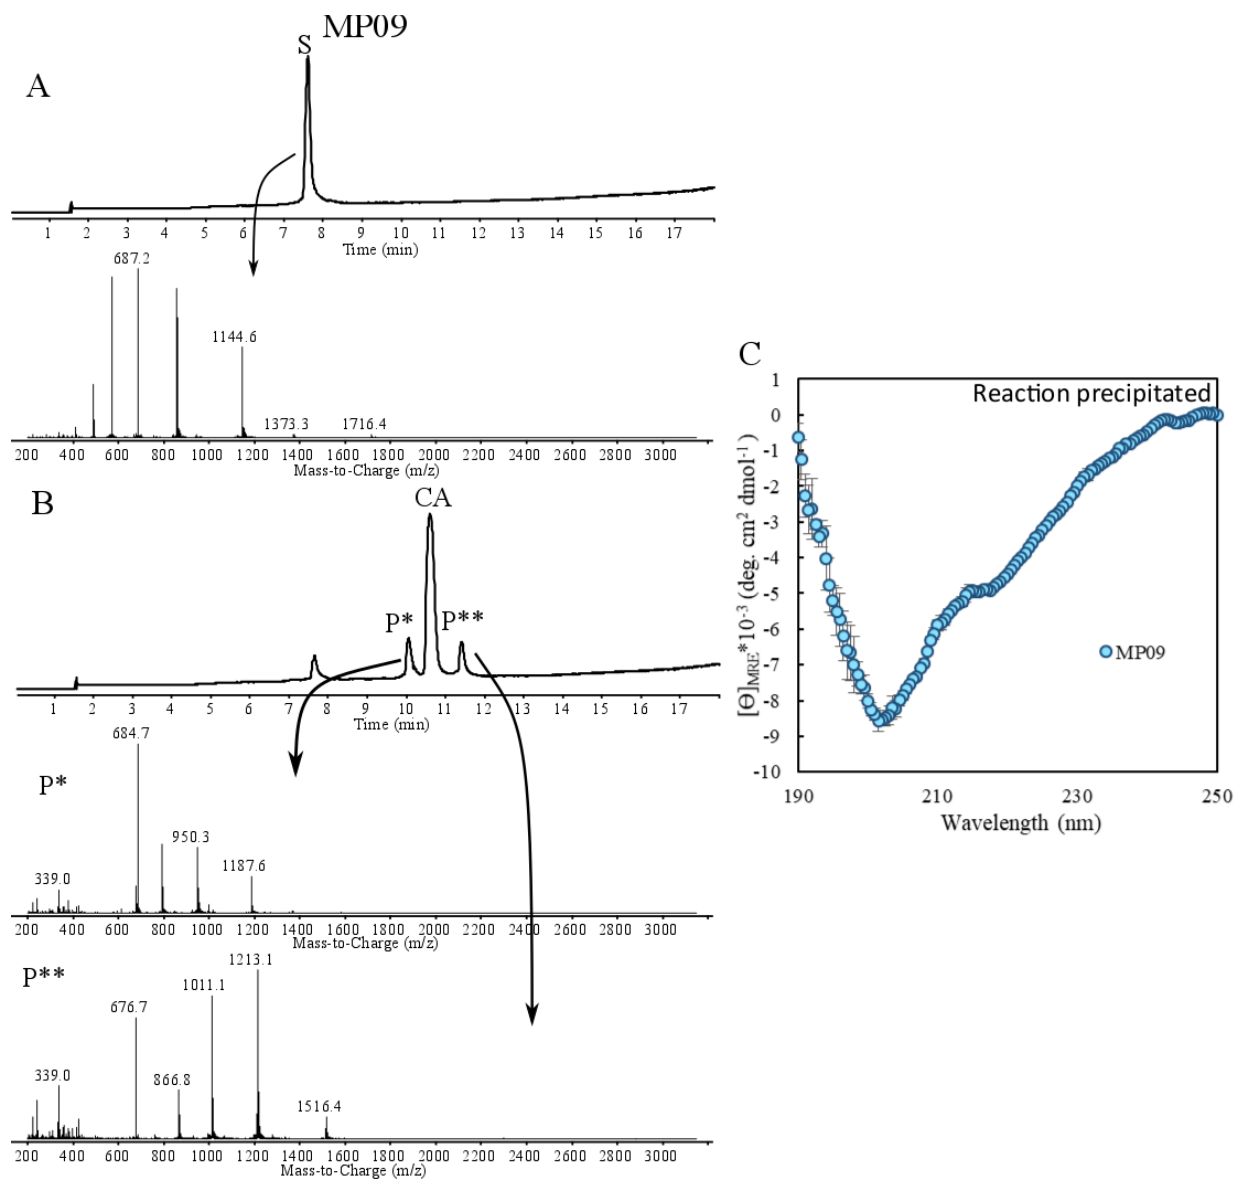 MP09
S
A
1 2 3 4 5 6 7 8 9 10 11 12 13 14 15 16 17
Time (min)
687.2
1144.6
1373.3 1716.4
200 400 600 800 1000 1200 1400 1600 1800 2000 2200 2400 2600 2800 3000
Mass-to-Charge (m/z)
B
CA
P* P**
1 2 3 4 5 6 7 8 9 10 11 12 13 14 15 16 17
Time (min)
684.7
P*
950.3
1187.6
339.0
200 400 600 800 1000 1200 1400 1600 1800 2000 2200 2400 2600 2800 3000
Mass-to-Charge (m/z)
P**
1213.1
1011.1
676.7
339.0 866.8
1516.4
200 400 600 800 1000 1200 1400 1600 1800 2000 2200 2400 2600 2800 3000
Mass-to-Charge (m/z)
C
Reaction precipitated
1
0
-1
-2
-3
-4
-5
-6
-7
-8
-9
-10
[Θ]MRE*10⁻³ (deg. cm² dmol⁻¹)
MP09
190 210 230 250
Wavelength (nm)